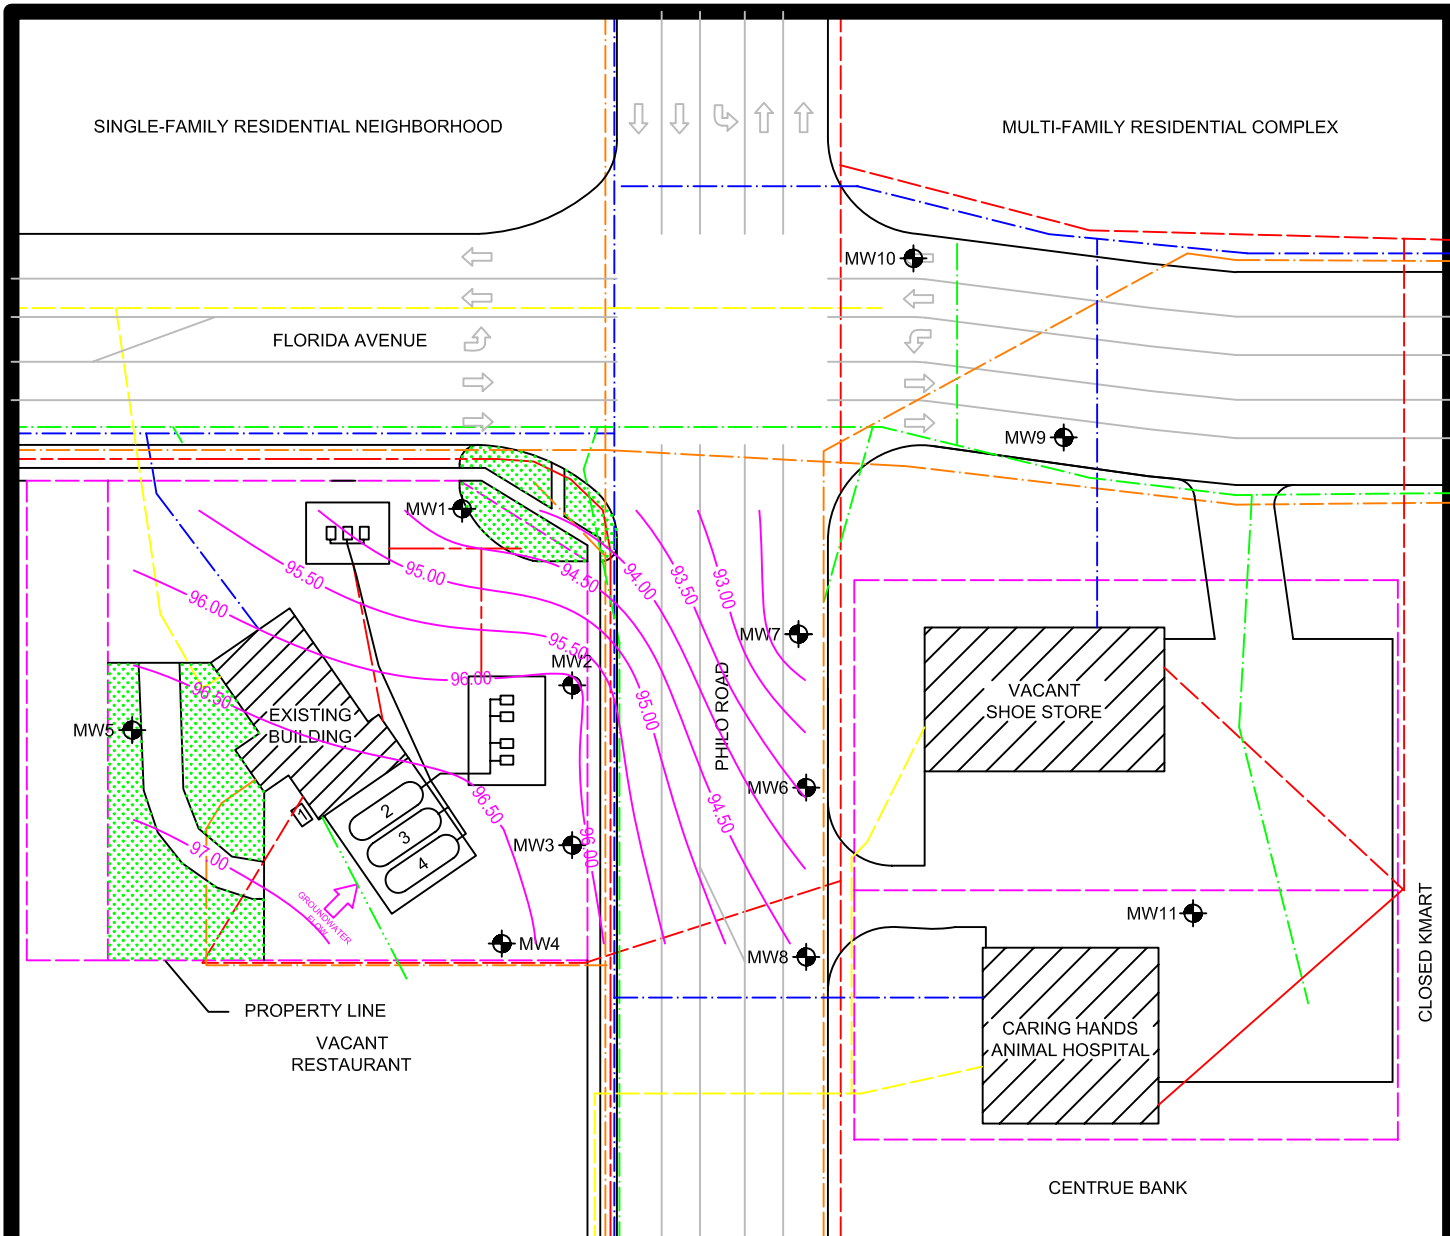 SINGLE-FAMILY RESIDENTIAL NEIGHBORHOOD
MULTI-FAMILY RESIDENTIAL COMPLEX
MW10
FLORIDA AVENUE
MW9
MW1
95.50
95.00
94.50
94.00
93.50
93.00
96.00
95.50
MW7
MW2
96.00
96.50
95.00
PHILO ROAD
VACANT
SHOE STORE
MW5
EXISTING
BUILDING
MW6
96.50
94.50
1
2
3
4
MW3
96.00
97.00
GROUNDWATER
FLOW
MW4
MW8
MW11
CLOSED KMART
PROPERTY LINE
VACANT
RESTAURANT
CARING HANDS
ANIMAL HOSPITAL
CENTRUE BANK